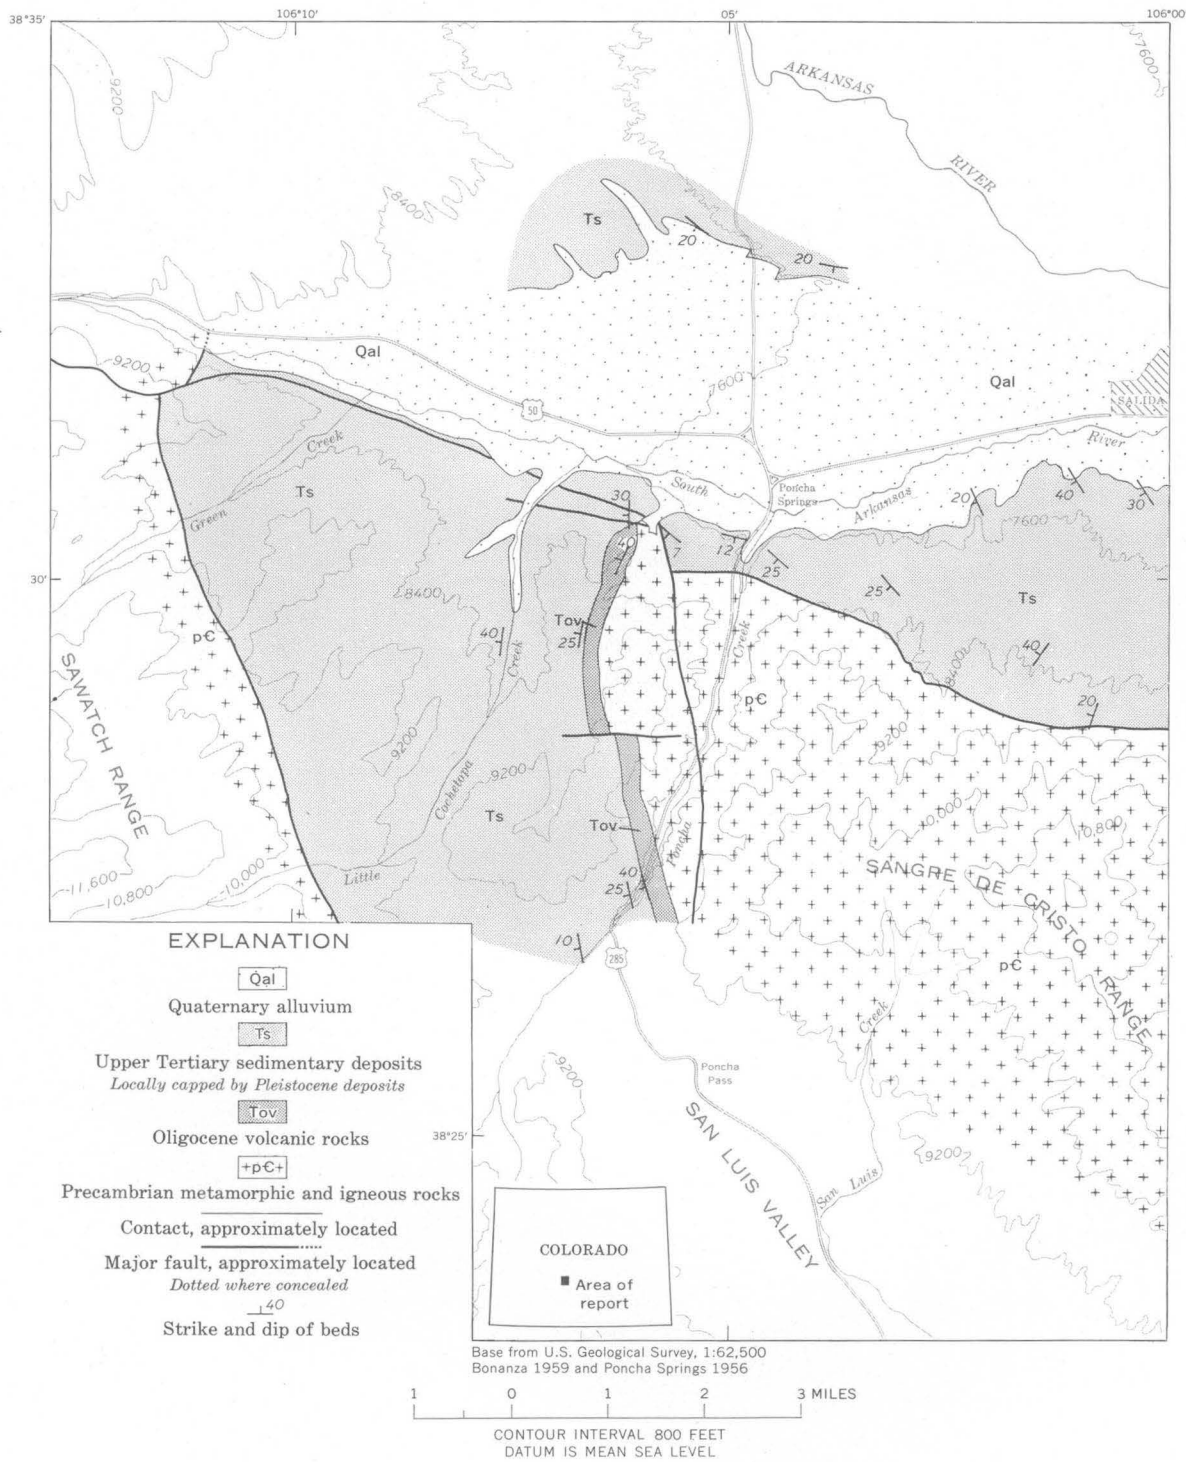 38°35'
106°10'
05'
106°00'
9200
7600
ARKANSAS
RIVER
8400
Ts
20
20
9200
Qal
7600
Qal
50
SALIDA
River
Creek
Ts
Green
South
Poncha
Springs
Arkansas
30
40
7
12
25
20
40
30
7600
30'
8400
25
Ts
pЄ
40
Creek
Tov
25
Creek
40
8400
20
pЄ
SAWATCH RANGE
9200
9200
9200
Cochetopa
Ts
Tov
Poncha
10,000
10,800
SANGRE DE CRISTO RANGE
11,600
10,800
10,000
Little
40
25
10
285
pЄ
Creek
EXPLANATION
Qal
Quaternary alluvium
Ts
Upper Tertiary sedimentary deposits
Locally capped by Pleistocene deposits
Tov
Oligocene volcanic rocks
+pЄ+
Precambrian metamorphic and igneous rocks
Contact, approximately located
Major fault, approximately located
Dotted where concealed
40
Strike and dip of beds
9200
Poncha
Pass
38°25'
SAN LUIS VALLEY
San Luis
9200
COLORADO
Area of
report
Base from U.S. Geological Survey, 1:62,500
Bonanza 1959 and Poncha Springs 1956
1 0 1 2 3 MILES
CONTOUR INTERVAL 800 FEET
DATUM IS MEAN SEA LEVEL